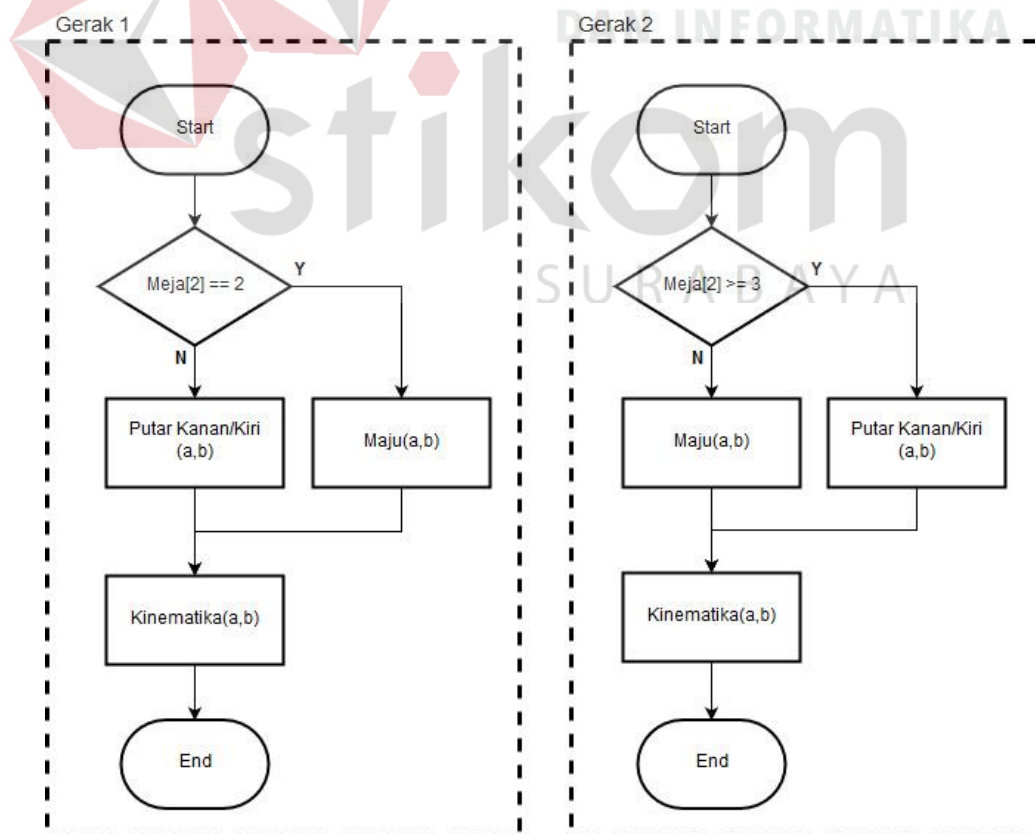 Gerak 1
Start
Meja[2] == 2
Y
N
Putar Kanan/Kiri
(a,b)
Maju(a,b)
Kinematika(a,b)
End
Gerak 2
Start
Meja[2] >= 3
Y
N
Maju(a,b)
Putar Kanan/Kiri
(a,b)
Kinematika(a,b)
End
DAN INFORMATIKA
stikom
SURABAYA